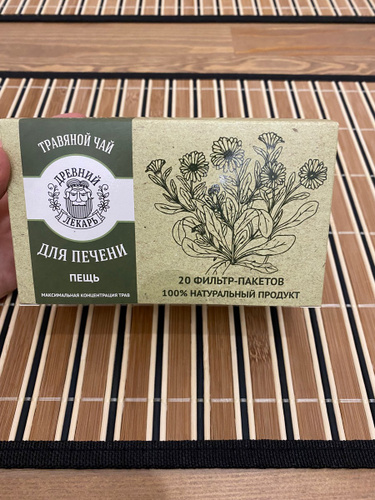 ТРАВЯНОЙ ЧАЙ
ДРЕВНИЙ
ЛЕКАРЬ
ДЛЯ ПЕЧЕНИ
ПЕЩЬ
МАКСИМАЛЬНАЯ КОНЦЕНТРАЦИЯ ТРАВ
20 ФИЛЬТР-ПАКЕТОВ
100% НАТУРАЛЬНЫЙ ПРОДУКТ